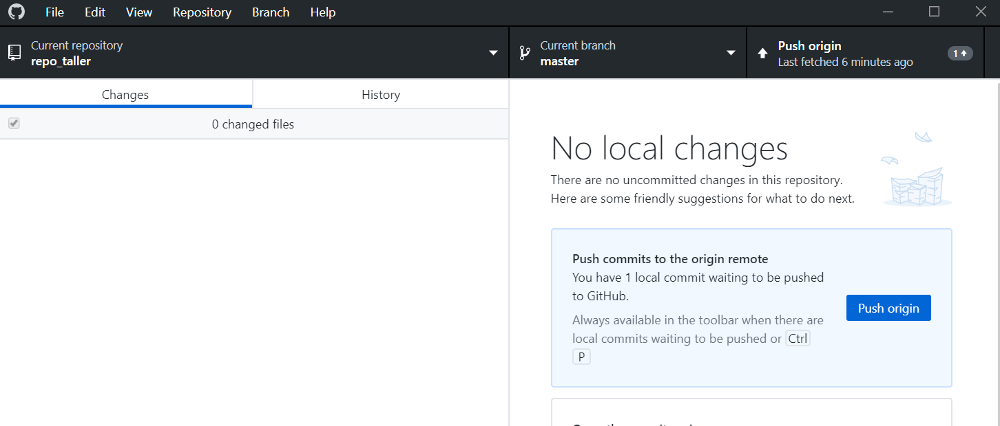 File Edit View Repository Branch Help
Current repository
repo_taller
Current branch
master
Push origin
Last fetched 6 minutes ago
1
Changes History
0 changed files
No local changes
There are no uncommitted changes in this repository.
Here are some friendly suggestions for what to do next.
Push commits to the origin remote
You have 1 local commit waiting to be pushed
to GitHub.
Push origin
Always available in the toolbar when there are
local commits waiting to be pushed or Ctrl
P